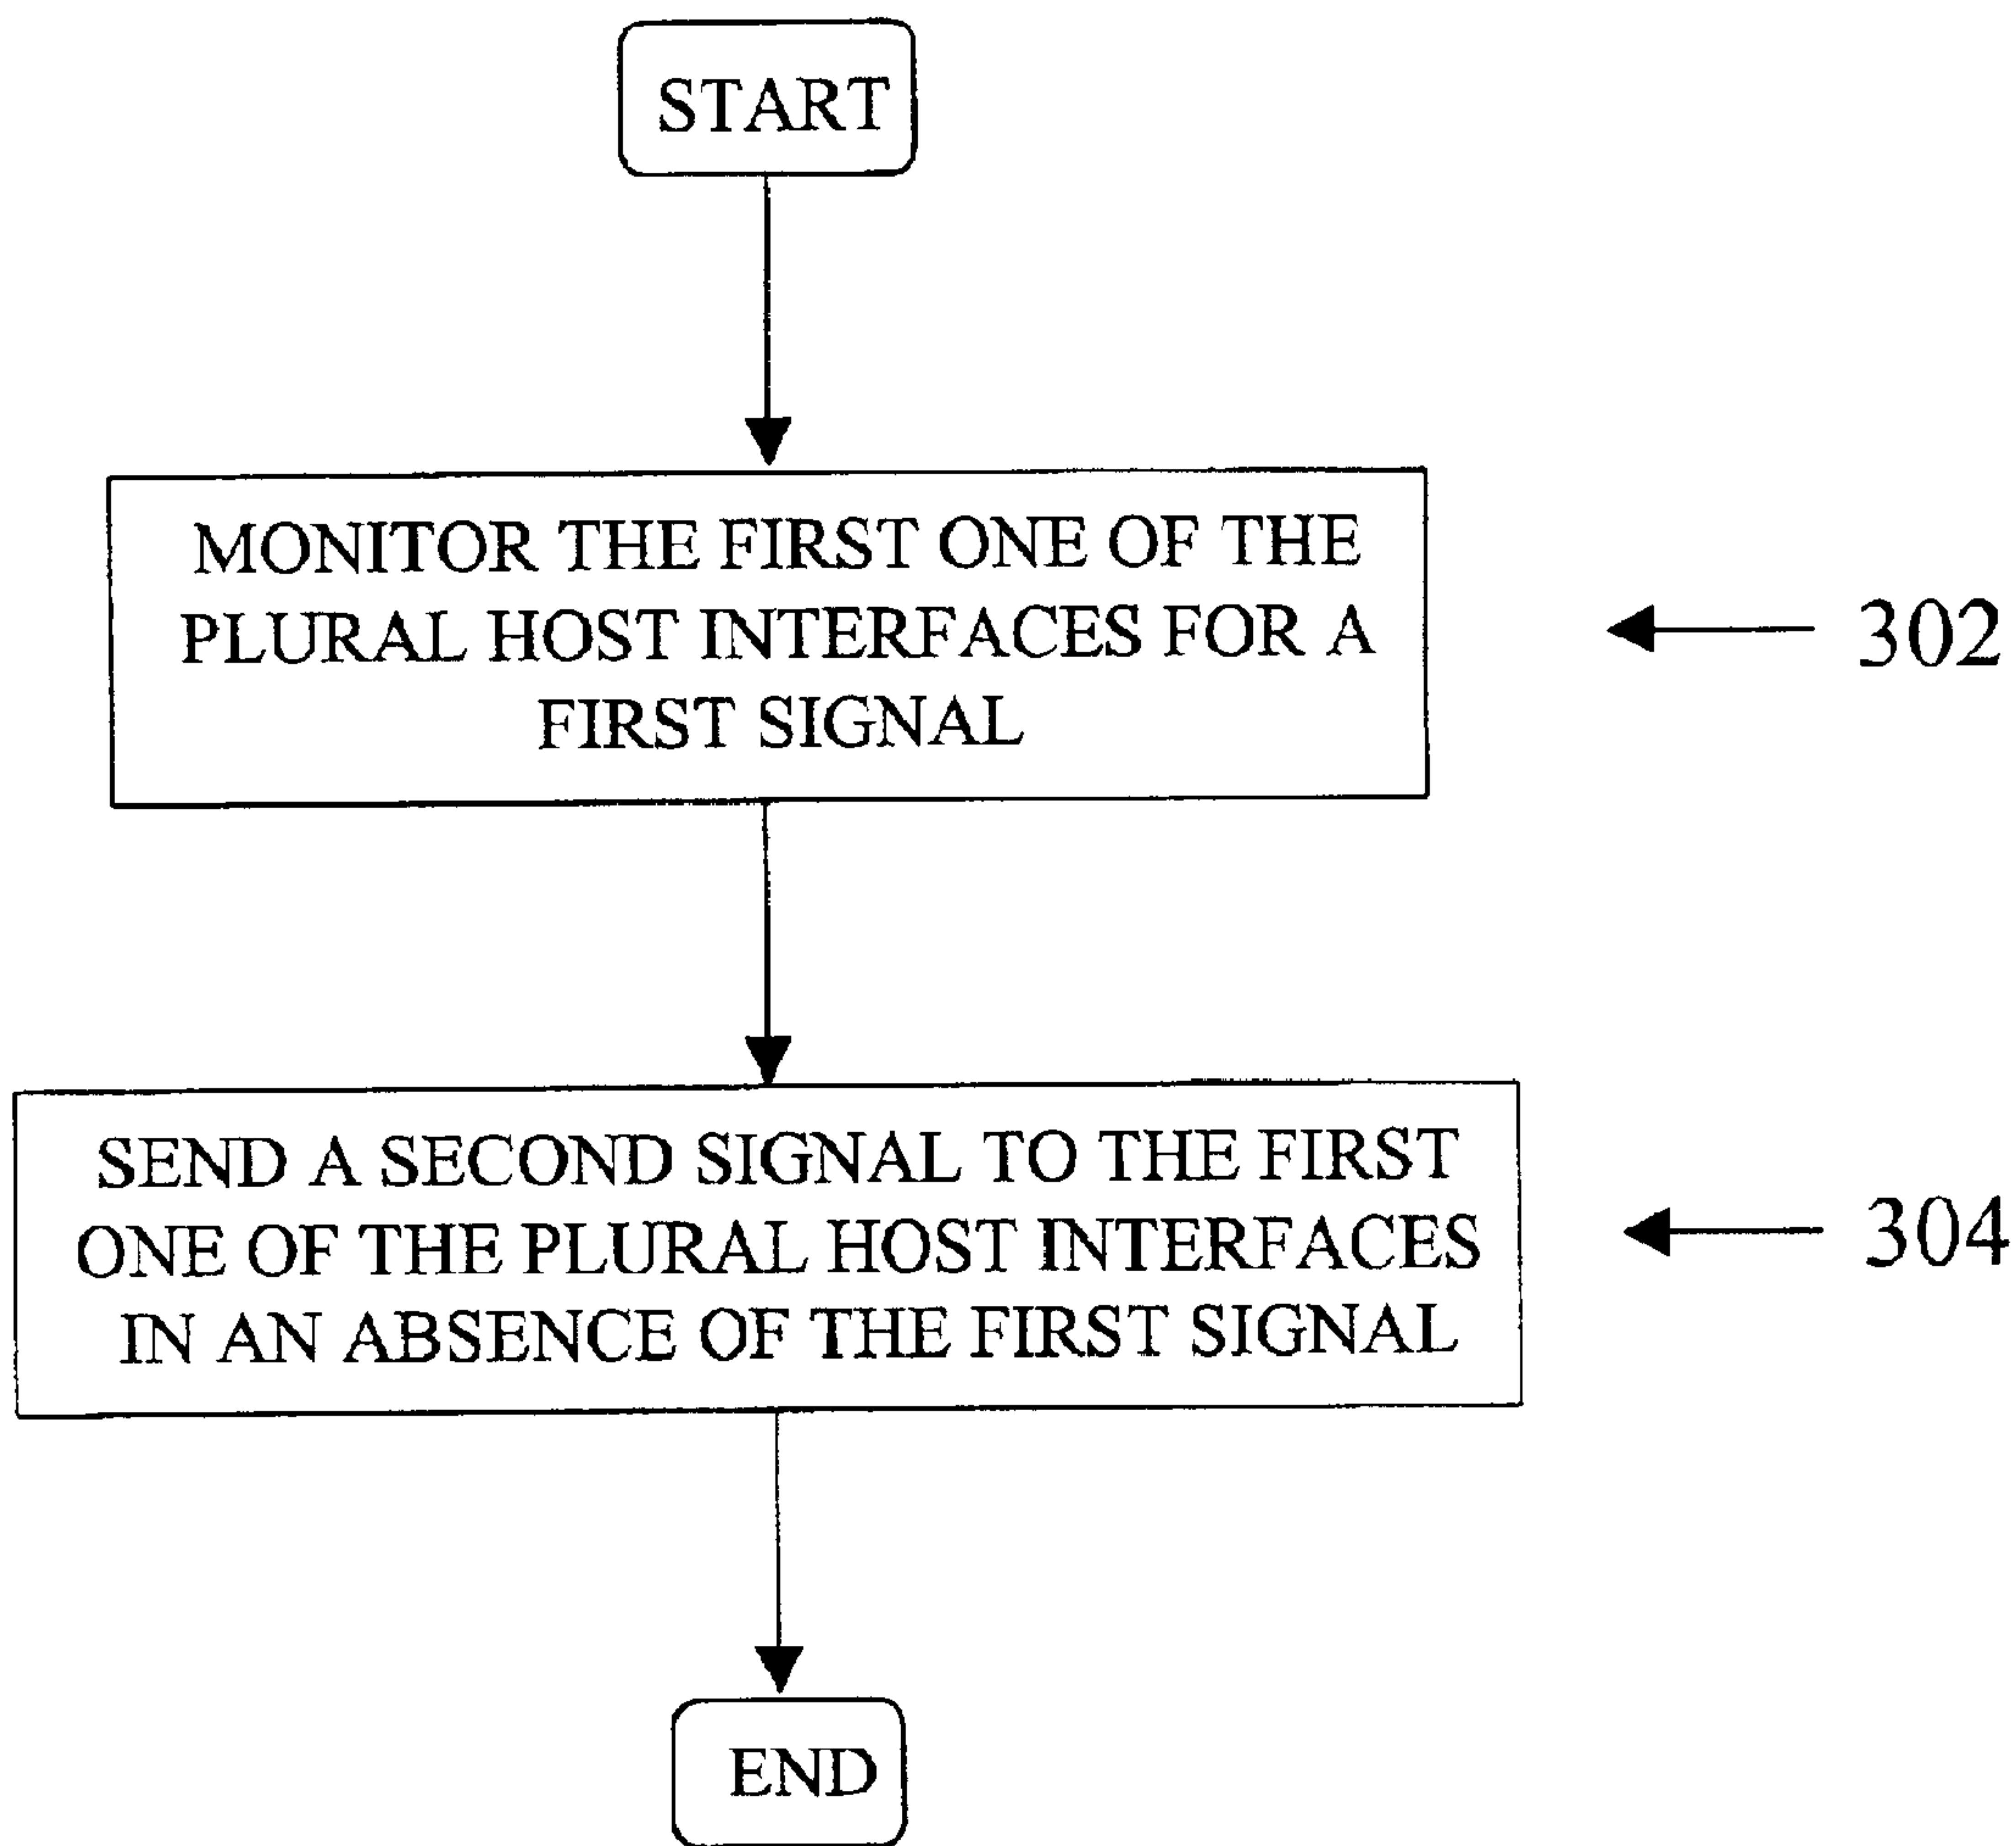 START
MONITOR THE FIRST ONE OF THE
PLURAL HOST INTERFACES FOR A
FIRST SIGNAL
302
SEND A SECOND SIGNAL TO THE FIRST
ONE OF THE PLURAL HOST INTERFACES
IN AN ABSENCE OF THE FIRST SIGNAL
304
END